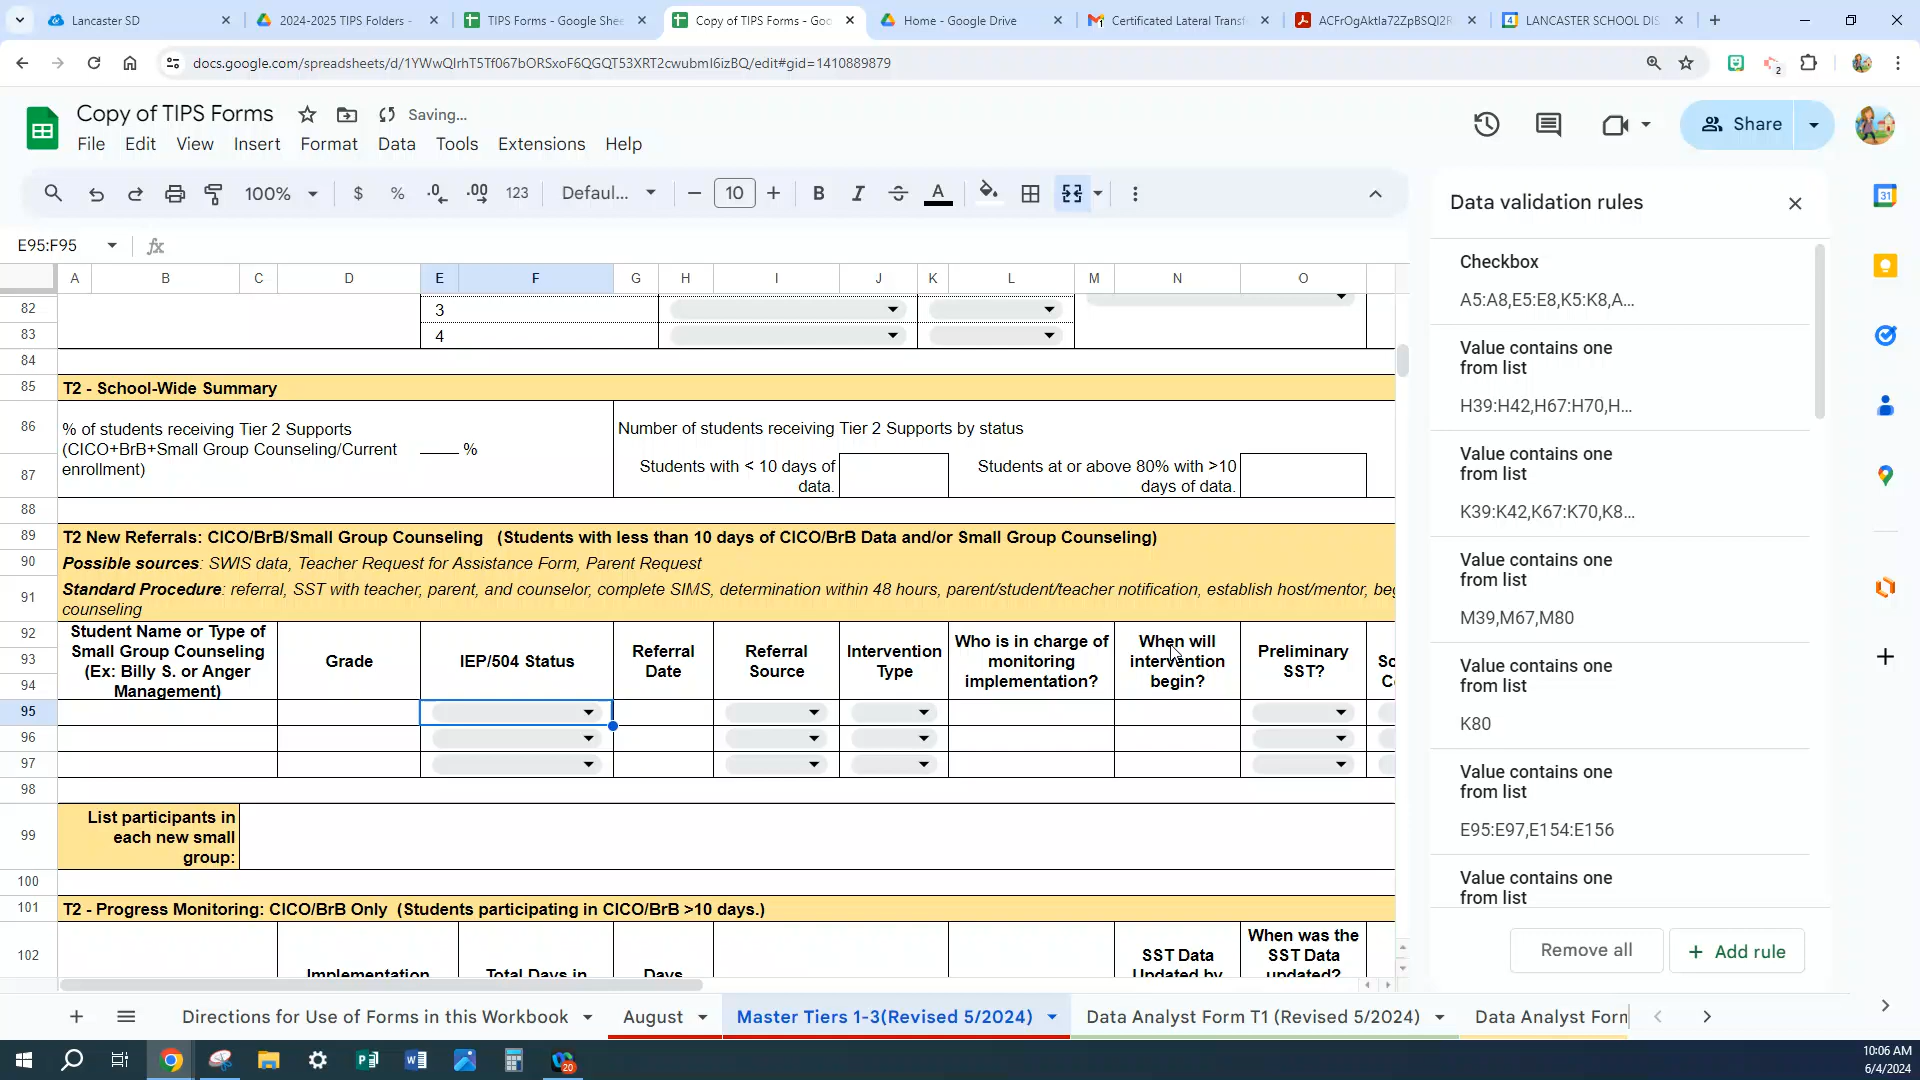 Lancaster SD
2024-2025 TIPS Folders -
TIPS Forms - Google Shee
Copy of TIPS Forms - Goo
Home - Google Drive
Certificated Lateral Transf
ACFrOgAktIa72ZpBSQI2R
LANCASTER SCHOOL DIS
docs.google.com/spreadsheets/d/1YWwQlrhT5Tf067bORSxoF6QGQT53XRT2cwubmI6izBQ/edit#gid=1410889879
Copy of TIPS Forms
Saving...
File Edit View Insert Format Data Tools Extensions Help
Share
100%
$ % .0 .00 123
Defaul...
10
B I A
E95:F95
fx
A B C D E F G H I J K L M N O
82 3
83 4
84
85 T2 - School-Wide Summary
86
87
% of students receiving Tier 2 Supports
(CICO+BrB+Small Group Counseling/Current
enrollment)
____ %
Number of students receiving Tier 2 Supports by status
Students with < 10 days of
data.
Students at or above 80% with >10
days of data.
88
89 T2 New Referrals: CICO/BrB/Small Group Counseling (Students with less than 10 days of CICO/BrB Data and/or Small Group Counseling)
90 Possible sources: SWIS data, Teacher Request for Assistance Form, Parent Request
91 Standard Procedure: referral, SST with teacher, parent, and counselor, complete SIMS, determination within 48 hours, parent/student/teacher notification, establish host/mentor, beg
counseling
92
93
94
Student Name or Type of
Small Group Counseling
(Ex: Billy S. or Anger
Management)
Grade
IEP/504 Status
Referral
Date
Referral
Source
Intervention
Type
Who is in charge of
monitoring
implementation?
When will
intervention
begin?
Preliminary
SST?
Sc
C
95
96
97
98
99
List participants in
each new small
group:
100
101 T2 - Progress Monitoring: CICO/BrB Only (Students participating in CICO/BrB >10 days.)
102
Implementation
Total Days in
Days
SST Data
Updated by
When was the
SST Data
updated?
Data validation rules
Checkbox
A5:A8,E5:E8,K5:K8,A...
Value contains one
from list
H39:H42,H67:H70,H...
Value contains one
from list
K39:K42,K67:K70,K8...
Value contains one
from list
M39,M67,M80
Value contains one
from list
K80
Value contains one
from list
E95:E97,E154:E156
Value contains one
from list
Remove all
Add rule
Directions for Use of Forms in this Workbook
August
Master Tiers 1-3(Revised 5/2024)
Data Analyst Form T1 (Revised 5/2024)
Data Analyst Forn
20
10:06 AM
6/4/2024